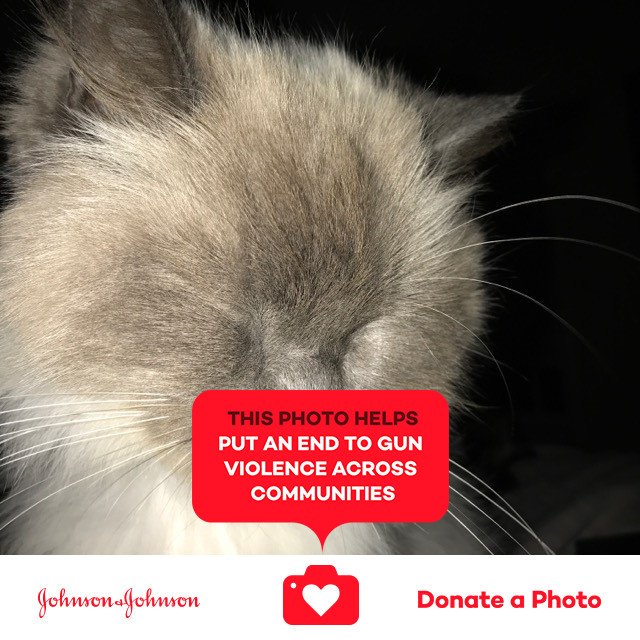 THIS PHOTO HELPS
PUT AN END TO GUN
VIOLENCE ACROSS
COMMUNITIES
Johnson & Johnson
Donate a Photo